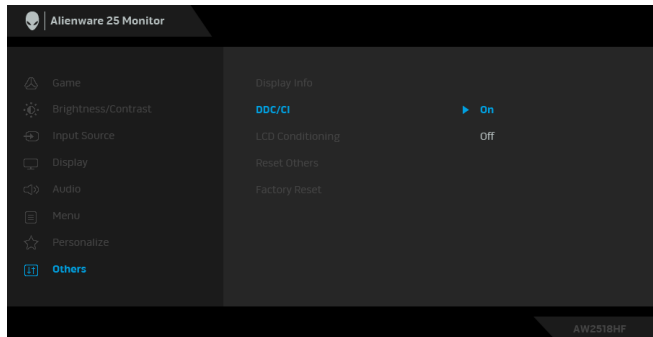 Alienware 25 Monitor
Game
Brightness/Contrast
Input Source
Display
Audio
Menu
Personalize
Others
Display Info
DDC/CI
LCD Conditioning
Reset Others
Factory Reset
On
Off
AW2518HF